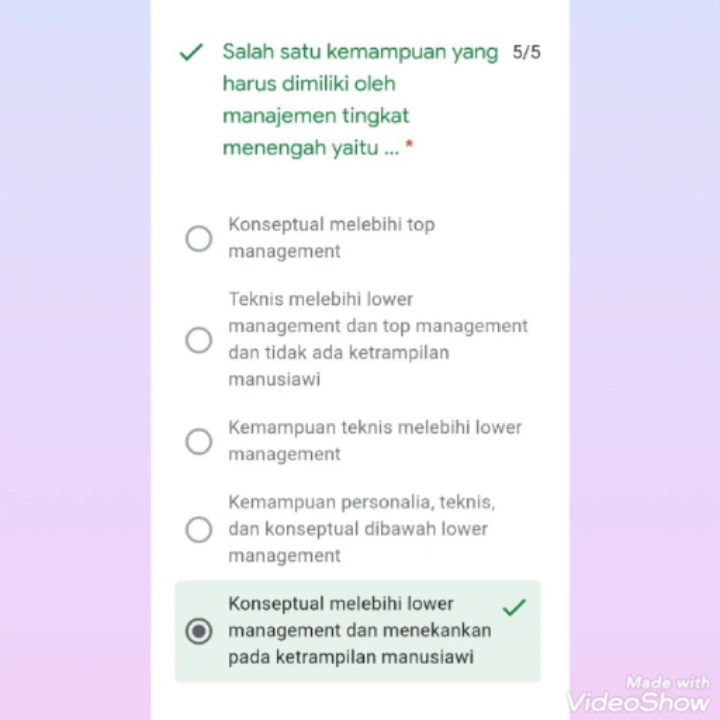 Salah satu kemampuan yang 5/5
harus dimiliki oleh
manajemen tingkat
menengah yaitu ... *
Konseptual melebihi top
management
Teknis melebihi lower
management dan top management
dan tidak ada ketrampilan
manusiawi
Kemampuan teknis melebihi lower
management
Kemampuan personalia, teknis,
dan konseptual dibawah lower
management
Konseptual melebihi lower
management dan menekankan
pada ketrampilan manusiawi
Made with
VideoShow